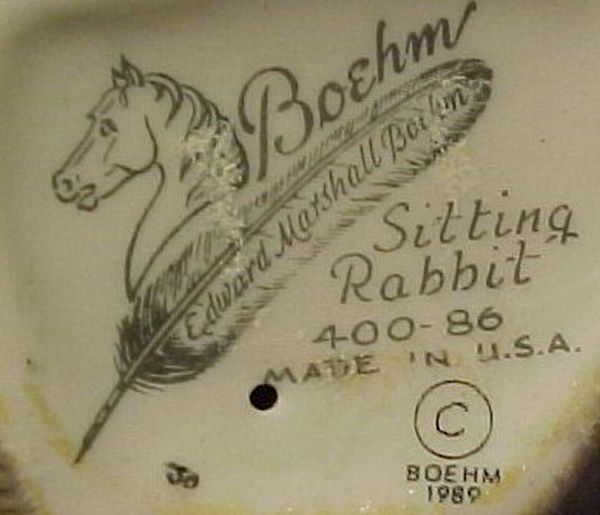 Boehm
Edward Marshall Boehm
Sitting
Rabbit
400-86
MADE IN U.S.A.
©
BOEHM
1989